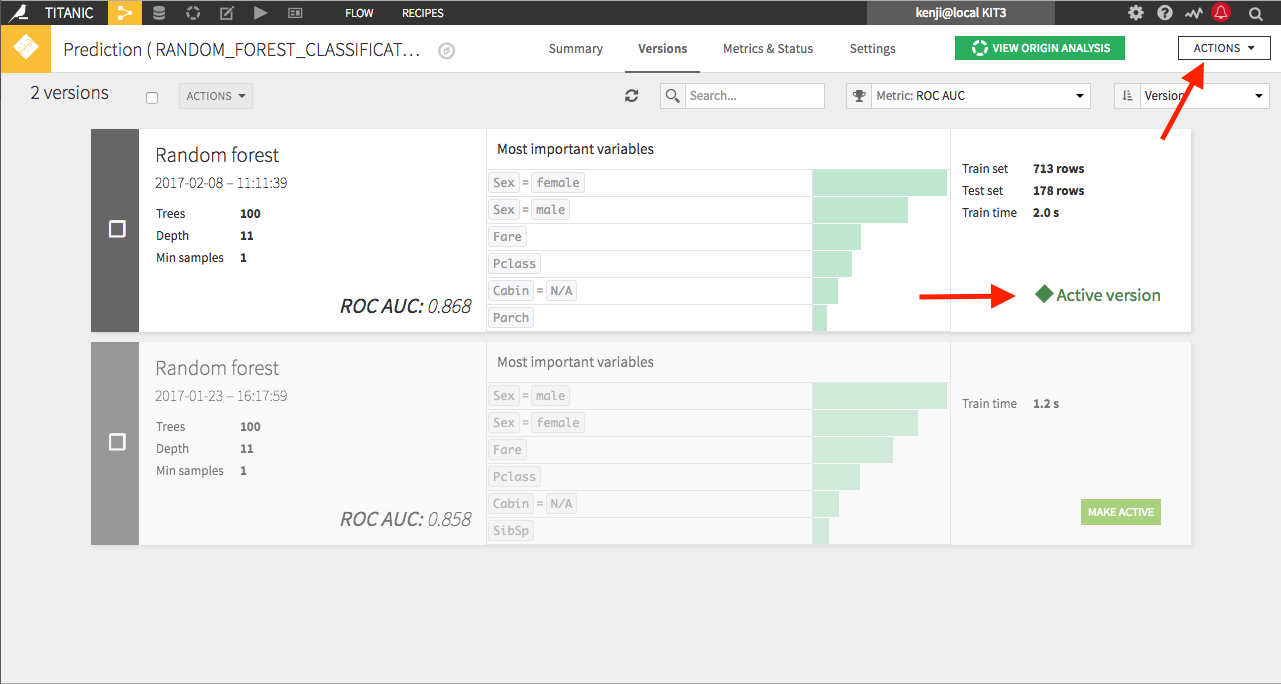 TITANIC FLOW RECIPES kenji@local KIT3
Prediction ( RANDOM_FOREST_CLASSIFICAT... Summary Versions Metrics & Status Settings VIEW ORIGIN ANALYSIS ACTIONS
2 versions ACTIONS Search... Metric: ROC AUC Version
Random forest
2017-02-08 – 11:11:39
Trees 100
Depth 11
Min samples 1
ROC AUC: 0.868
Most important variables
Sex = female
Sex = male
Fare
Pclass
Cabin = N/A
Parch
Train set 713 rows
Test set 178 rows
Train time 2.0 s
Active version
Random forest
2017-01-23 – 16:17:59
Trees 100
Depth 11
Min samples 1
ROC AUC: 0.858
Most important variables
Sex = male
Sex = female
Fare
Pclass
Cabin = N/A
SibSp
Train time 1.2 s
MAKE ACTIVE